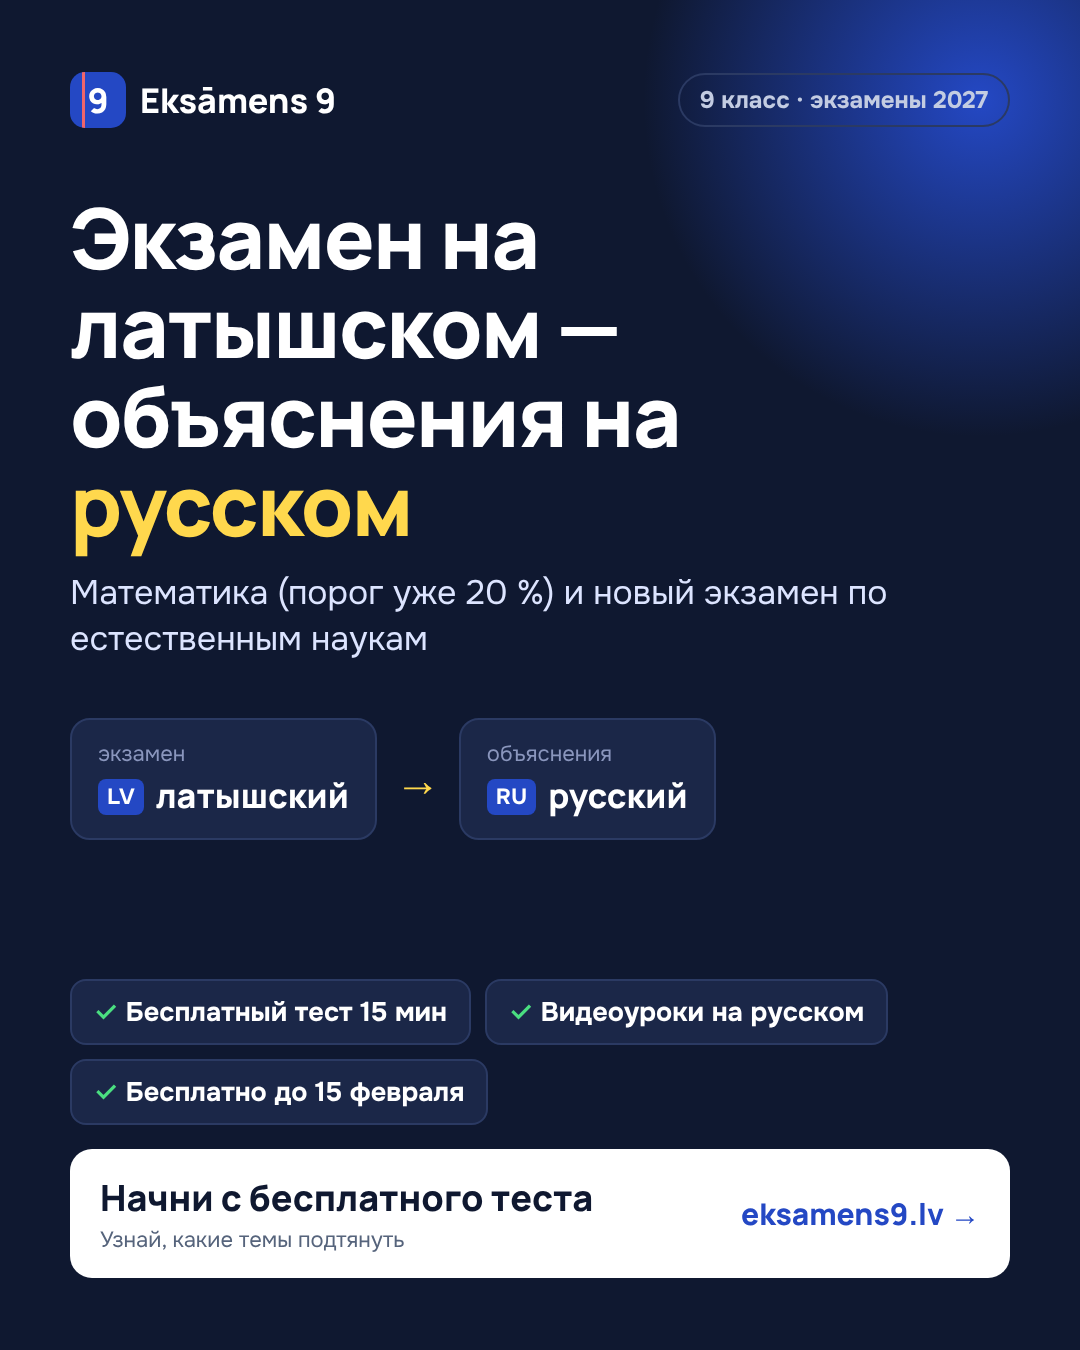 9 Eksāmens 9
9 класс · экзамены 2027
Экзамен на
латышском —
объяснения на
русском
Математика (порог уже 20 %) и новый экзамен по
естественным наукам
экзамен
LV латышский
→
объяснения
RU русский
✓ Бесплатный тест 15 мин
✓ Видеоуроки на русском
✓ Бесплатно до 15 февраля
Начни с бесплатного теста
Узнай, какие темы подтянуть
eksamens9.lv →